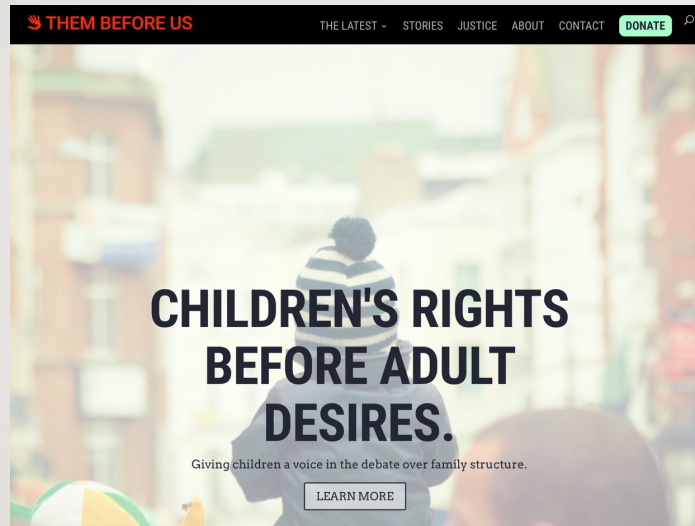 THEM BEFORE US
THE LATEST STORIES JUSTICE ABOUT CONTACT DONATE
CHILDREN'S RIGHTS
BEFORE ADULT
DESIRES.
Giving children a voice in the debate over family structure.
LEARN MORE